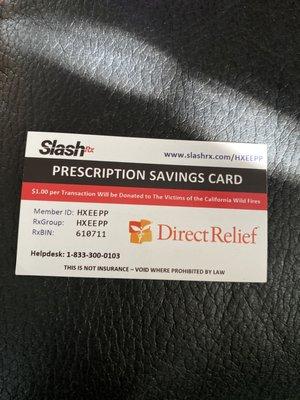 SlashRx
www.slashrx.com/HXEEPP
PRESCRIPTION SAVINGS CARD
$1.00 per Transaction Will be Donated to The Victims of the California Wild Fires
Member ID: HXEEPP
RxGroup: HXEEPP
RxBIN: 610711
DirectRelief
Helpdesk: 1-833-300-0103
THIS IS NOT INSURANCE – VOID WHERE PROHIBITED BY LAW